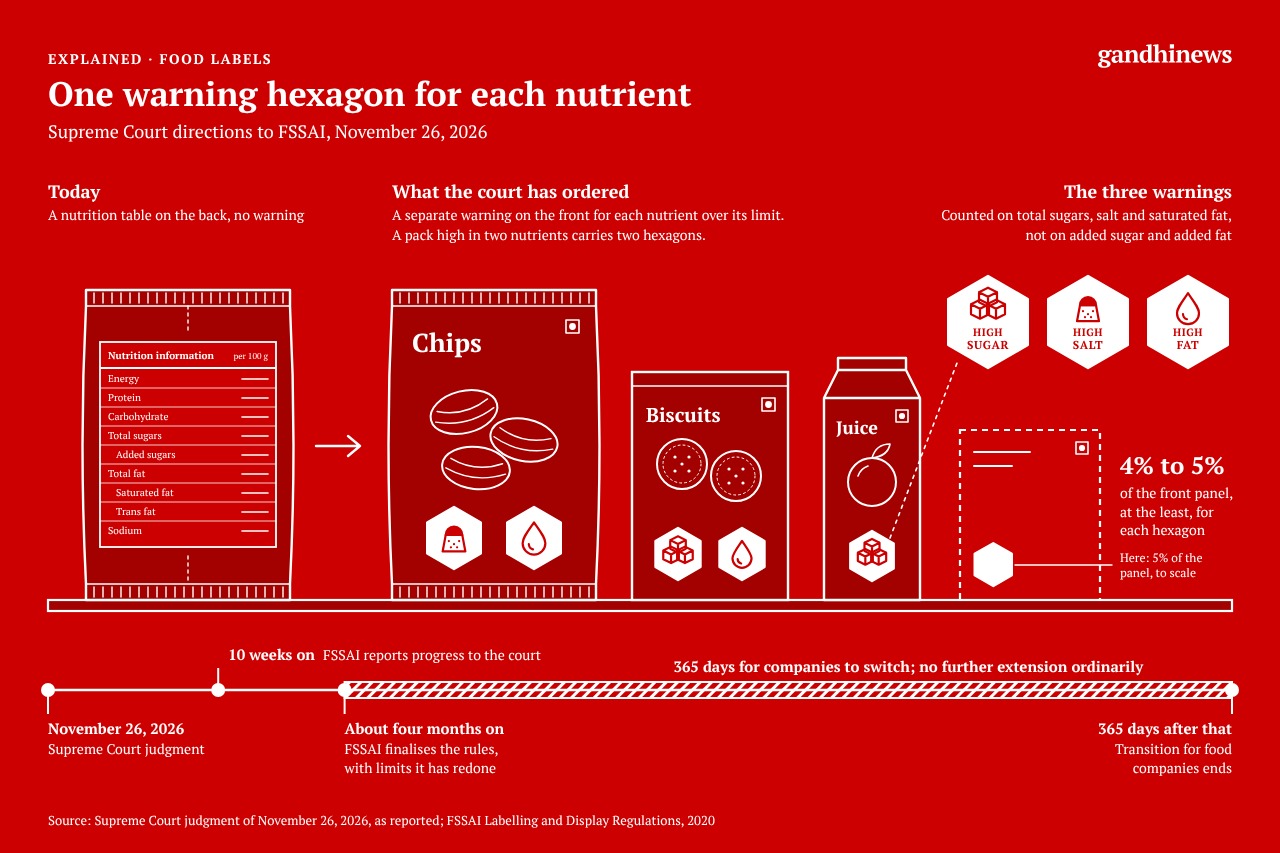 EXPLAINED · FOOD LABELS
gandhinews
One warning hexagon for each nutrient
Supreme Court directions to FSSAI, November 26, 2026
Today
A nutrition table on the back, no warning
What the court has ordered
A separate warning on the front for each nutrient over its limit.
A pack high in two nutrients carries two hexagons.
The three warnings
Counted on total sugars, salt and saturated fat,
not on added sugar and added fat
HIGH
SUGAR
HIGH
SALT
HIGH
FAT
Nutrition information per 100 g
Energy
Protein
Carbohydrate
Total sugars
Added sugars
Total fat
Saturated fat
Trans fat
Sodium
Chips
Biscuits
Juice
4% to 5%
of the front panel,
at the least, for
each hexagon
Here: 5% of the
panel, to scale
10 weeks on FSSAI reports progress to the court
365 days for companies to switch; no further extension ordinarily
November 26, 2026
Supreme Court judgment
About four months on
FSSAI finalises the rules,
with limits it has redone
365 days after that
Transition for food
companies ends
Source: Supreme Court judgment of November 26, 2026, as reported; FSSAI Labelling and Display Regulations, 2020